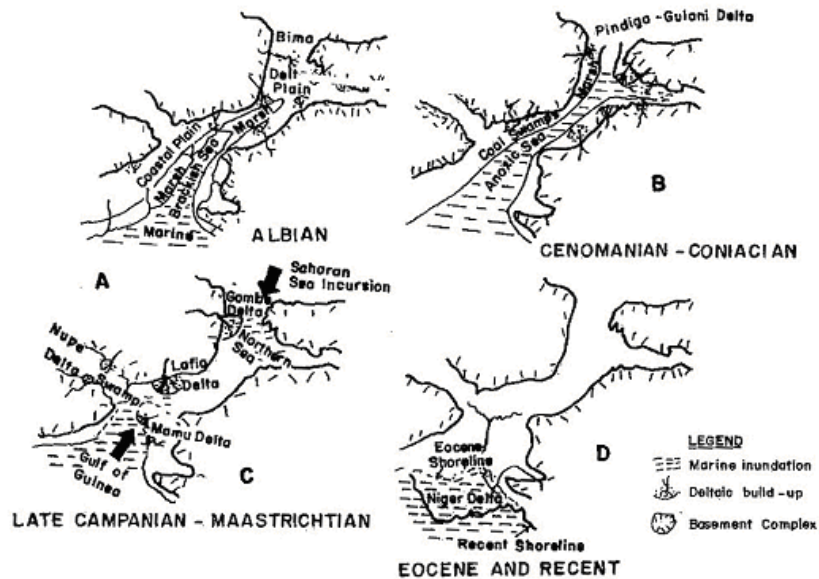 Bima
Delt
Plain
Marsh
Coastal Plain
Marsh
Brackish Sea
Marine
ALBIAN
A
Pindiga - Gulani Delta
Marsh
Coal Swamps
Anoxic Sea
B
CENOMANIAN - CONIACIAN
Saharan
Sea Incursion
Gombe
Delta
Northern
Sea
Nupe
Delta
Swamp
Lafia
Delta
Mamu Delta
Gulf of
Guinea
C
LATE CAMPANIAN - MAASTRICHTIAN
Eocene
Shoreline
Niger Delta
Recent Shoreline
D
EOCENE AND RECENT
LEGEND
Marine inundation
Deltaic build-up
Basement Complex